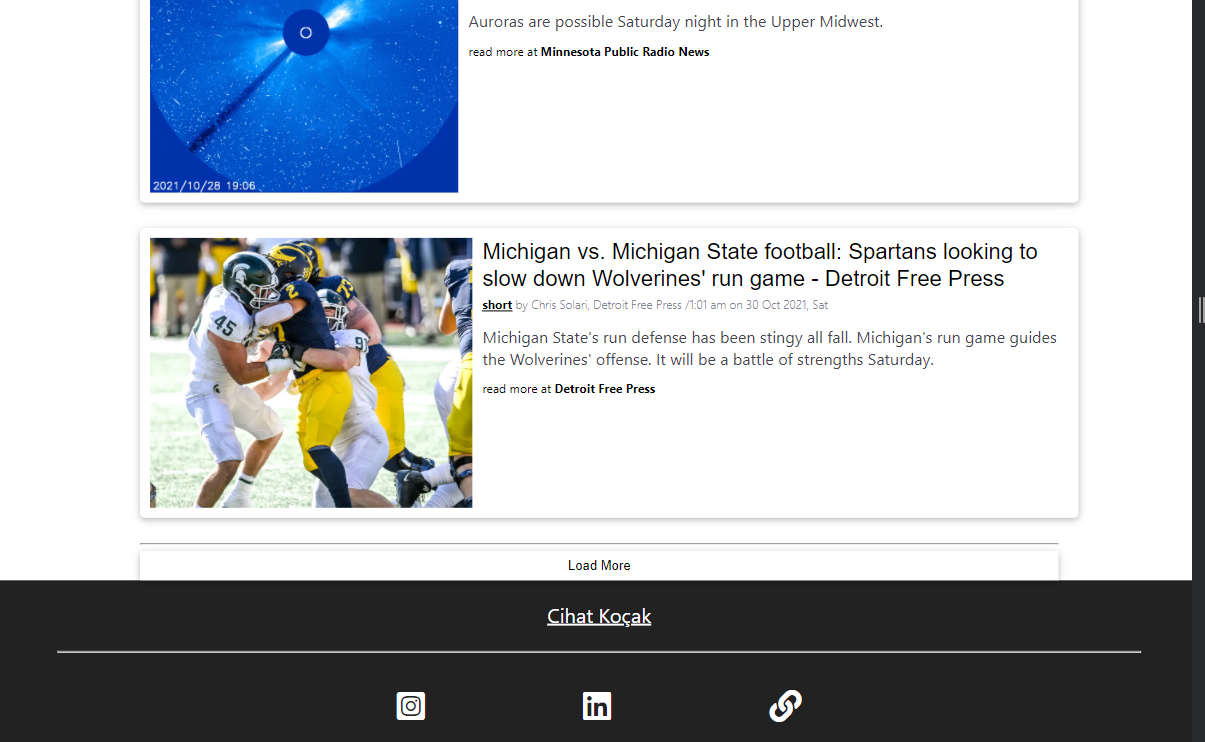 Auroras are possible Saturday night in the Upper Midwest.
read more at Minnesota Public Radio News
2021/10/28 19:06
Michigan vs. Michigan State football: Spartans looking to
slow down Wolverines' run game - Detroit Free Press
short by Chris Solari, Detroit Free Press /1:01 am on 30 Oct 2021, Sat
Michigan State's run defense has been stingy all fall. Michigan's run game guides
the Wolverines' offense. It will be a battle of strengths Saturday.
read more at Detroit Free Press
45
2
73
Load More
Cihat Koçak
in